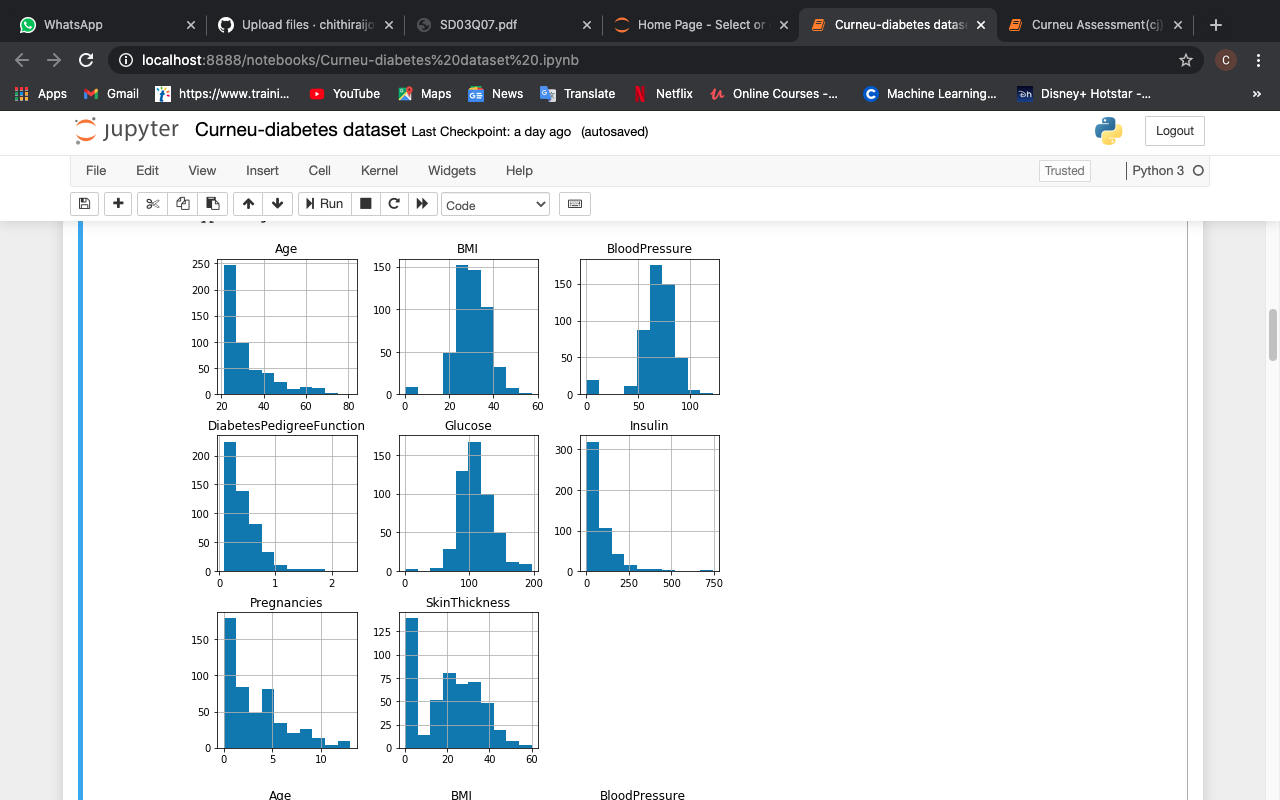 WhatsApp
Upload files · chithiraijo
SD03Q07.pdf
Home Page - Select or
Curneu-diabetes datase
Curneu Assessment(cj)
localhost:8888/notebooks/Curneu-diabetes%20dataset%20.ipynb
C
Apps
Gmail
https://www.traini...
YouTube
Maps
News
Translate
Netflix
Online Courses -...
Machine Learning...
Disney+ Hotstar -...
»
jupyter Curneu-diabetes dataset Last Checkpoint: a day ago (autosaved)
Logout
File Edit View Insert Cell Kernel Widgets Help
Trusted
Python 3
Run
Code
Age
250
200
150
100
50
0
20 40 60 80
BMI
150
100
50
0
0 20 40 60
BloodPressure
150
100
50
0
0 50 100
DiabetesPedigreeFunction
200
150
100
50
0
0 1 2
Glucose
150
100
50
0
0 100 200
Insulin
300
200
100
0
0 250 500 750
Pregnancies
150
100
50
0
0 5 10
SkinThickness
125
100
75
50
25
0
0 20 40 60
Age BMI BloodPressure